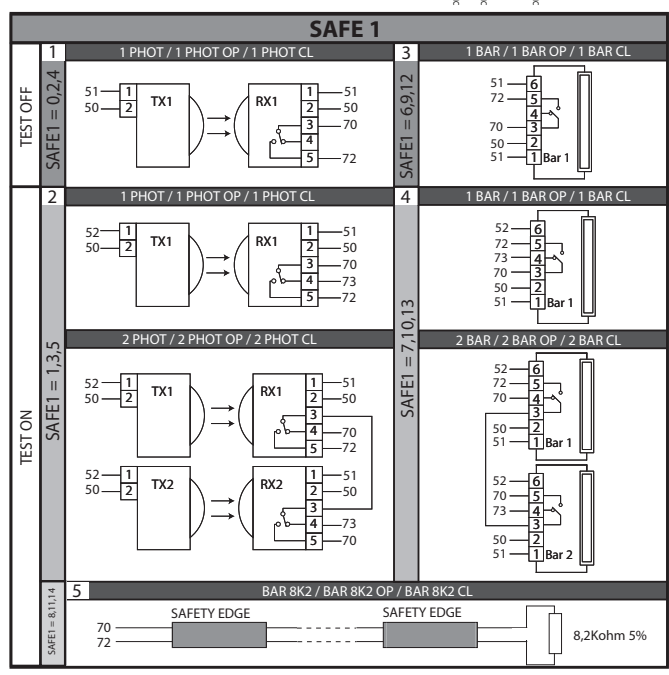 SAFE 1
TEST OFF
SAFE1 = 0,2,4
1
1 PHOT / 1 PHOT OP / 1 PHOT CL
51 1
50 2
TX1
RX1
1 51
2 50
3 70
4
5 72
SAFE1 = 6,9,12
3
1 BAR / 1 BAR OP / 1 BAR CL
51 6
72 5
4
70 3
50 2
51 1 Bar 1
TEST ON
SAFE1 = 1,3,5
2
1 PHOT / 1 PHOT OP / 1 PHOT CL
52 1
50 2
TX1
RX1
1 51
2 50
3 70
4 73
5 72
2 PHOT / 2 PHOT OP / 2 PHOT CL
52 1
50 2
TX1
RX1
1 51
2 50
3
4 70
5 72
52 1
50 2
TX2
RX2
1 51
2 50
3
4 73
5 70
SAFE1 = 7,10,13
4
1 BAR / 1 BAR OP / 1 BAR CL
52 6
72 5
73 4
70 3
50 2
51 1 Bar 1
2 BAR / 2 BAR OP / 2 BAR CL
52 6
72 5
70 4
3
50 2
51 1 Bar 1
52 6
70 5
73 4
3
50 2
51 1 Bar 2
SAFE1 = 8,11,14
5
BAR 8K2 / BAR 8K2 OP / BAR 8K2 CL
70
72
SAFETY EDGE
SAFETY EDGE
8,2Kohm 5%